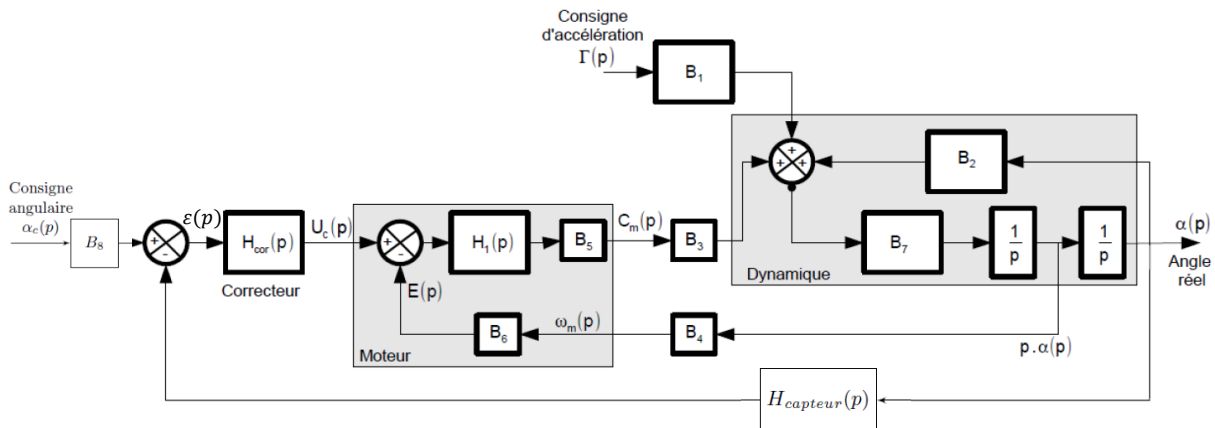 Consigne
d'accélération
Γ(p)
B₁
B₂
Consigne
angulaire
α_c(p)
B₈
+
-
ε(p)
H_cor(p)
Correcteur
U_c(p)
+
-
H₁(p)
B₅
C_m(p)
B₃
+
+
+
B₇
1/p
1/p
α(p)
Angle
réel
Dynamique
E(p)
B₆
ω_m(p)
B₄
p.α(p)
Moteur
H_capteur(p)